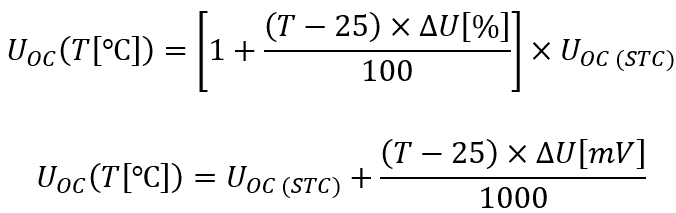 U_OC(T[°C]) = [1 + (T − 25) × ΔU[%] / 100] × U_OC (STC)
U_OC(T[°C]) = U_OC (STC) + (T − 25) × ΔU[mV] / 1000